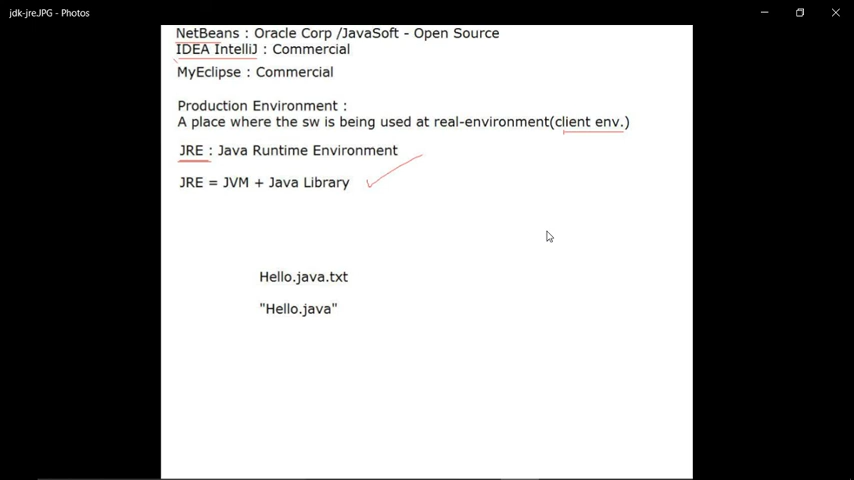 jdk-jre.JPG - Photos
NetBeans : Oracle Corp /JavaSoft - Open Source
IDEA IntelliJ : Commercial
MyEclipse : Commercial
Production Environment :
A place where the sw is being used at real-environment(client env.)
JRE : Java Runtime Environment
JRE = JVM + Java Library
Hello.java.txt
"Hello.java"